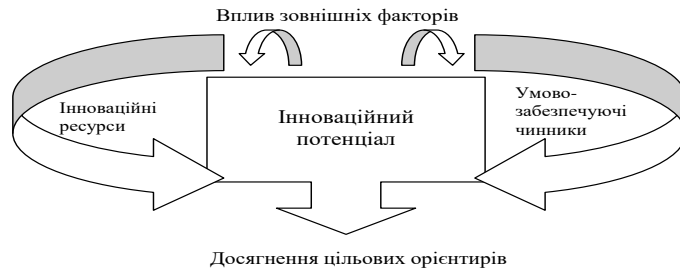 Вплив зовнішніх факторів
Інноваційні
ресурси
Інноваційний
потенціал
Умово-
забезпечуючі
чинники
Досягнення цільових орієнтирів